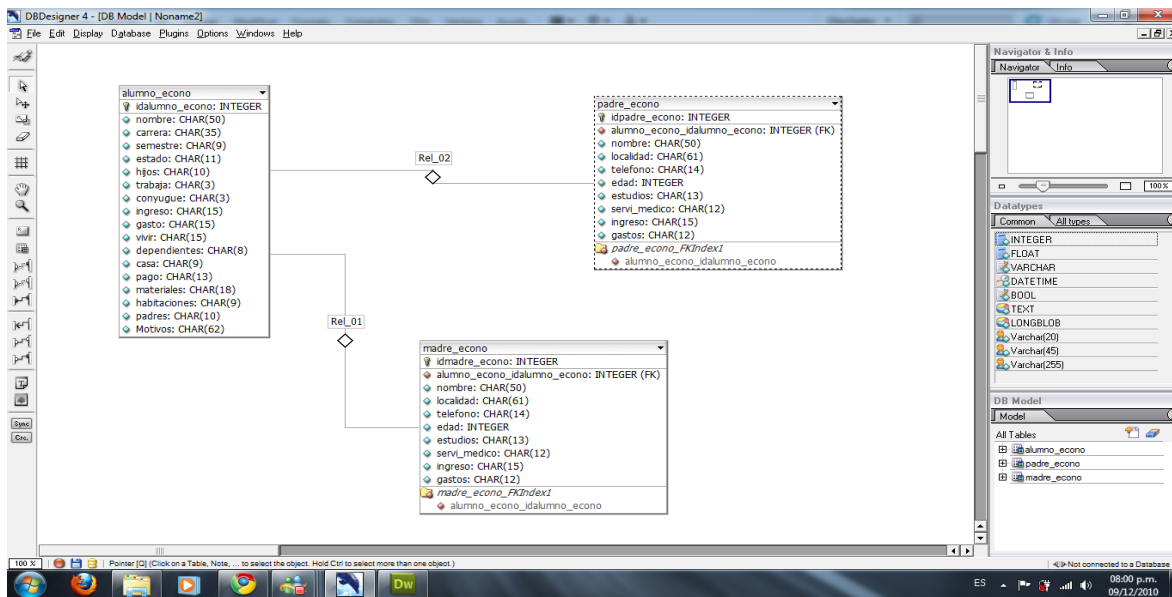 DBDesigner 4 - [DB Model | Noname2]
File Edit Display Database Plugins Options Windows Help
alumno_econo
idalumno_econo: INTEGER
nombre: CHAR(50)
carrera: CHAR(35)
semestre: CHAR(9)
estado: CHAR(11)
hijos: CHAR(10)
trabaja: CHAR(3)
conyugue: CHAR(3)
ingreso: CHAR(15)
gasto: CHAR(15)
vivir: CHAR(15)
dependientes: CHAR(8)
casa: CHAR(9)
pago: CHAR(13)
materiales: CHAR(18)
habitaciones: CHAR(9)
padres: CHAR(10)
Motivos: CHAR(62)
Rel_02
padre_econo
idpadre_econo: INTEGER
alumno_econo_idalumno_econo: INTEGER (FK)
nombre: CHAR(50)
localidad: CHAR(61)
telefono: CHAR(14)
edad: INTEGER
estudios: CHAR(13)
servi_medico: CHAR(12)
ingreso: CHAR(15)
gastos: CHAR(12)
padre_econo_FKIndex1
alumno_econo_idalumno_econo
Rel_01
madre_econo
idmadre_econo: INTEGER
alumno_econo_idalumno_econo: INTEGER (FK)
nombre: CHAR(50)
localidad: CHAR(61)
telefono: CHAR(14)
edad: INTEGER
estudios: CHAR(13)
servi_medico: CHAR(12)
ingreso: CHAR(15)
gastos: CHAR(12)
madre_econo_FKIndex1
alumno_econo_idalumno_econo
Navigator & Info
Navigator Info
100 %
Datatypes
Common All types
INTEGER
FLOAT
VARCHAR
DATETIME
BOOL
TEXT
LONGBLOB
Varchar(20)
Varchar(45)
Varchar(255)
DB Model
Model
All Tables
alumno_econo
padre_econo
madre_econo
Sync
100 % Pointer [Q] (Click on a Table, Note, ... to select the object. Hold Ctrl to select more than one object.)
Not connected to a Database
Dw
ES
08:00 p.m.
09/12/2010